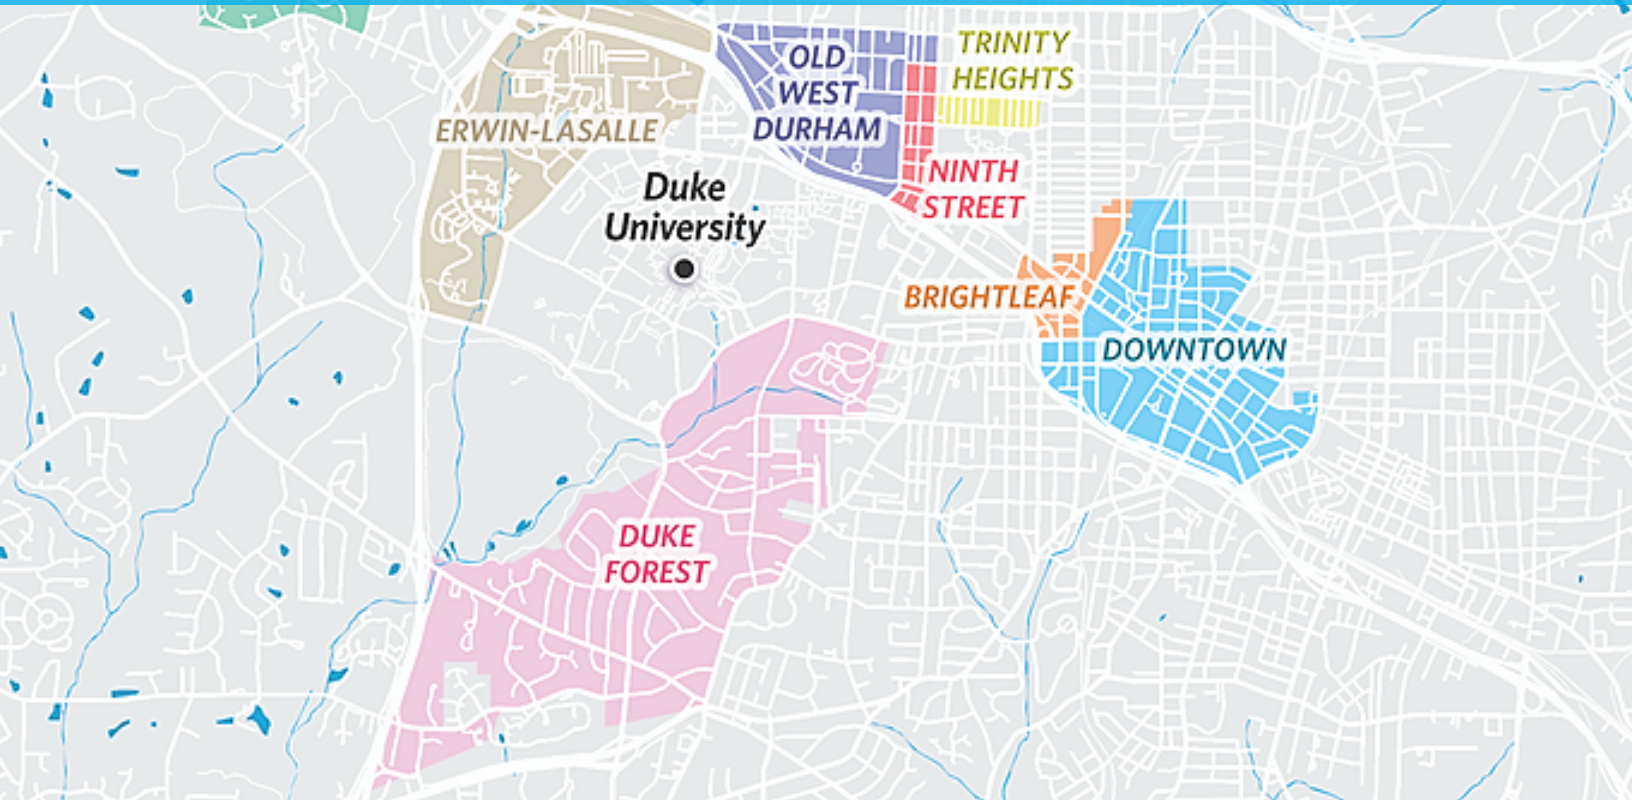 OLD
WEST
DURHAM
TRINITY
HEIGHTS
ERWIN-LASALLE
Duke
University
NINTH
STREET
BRIGHTLEAF
DOWNTOWN
DUKE
FOREST